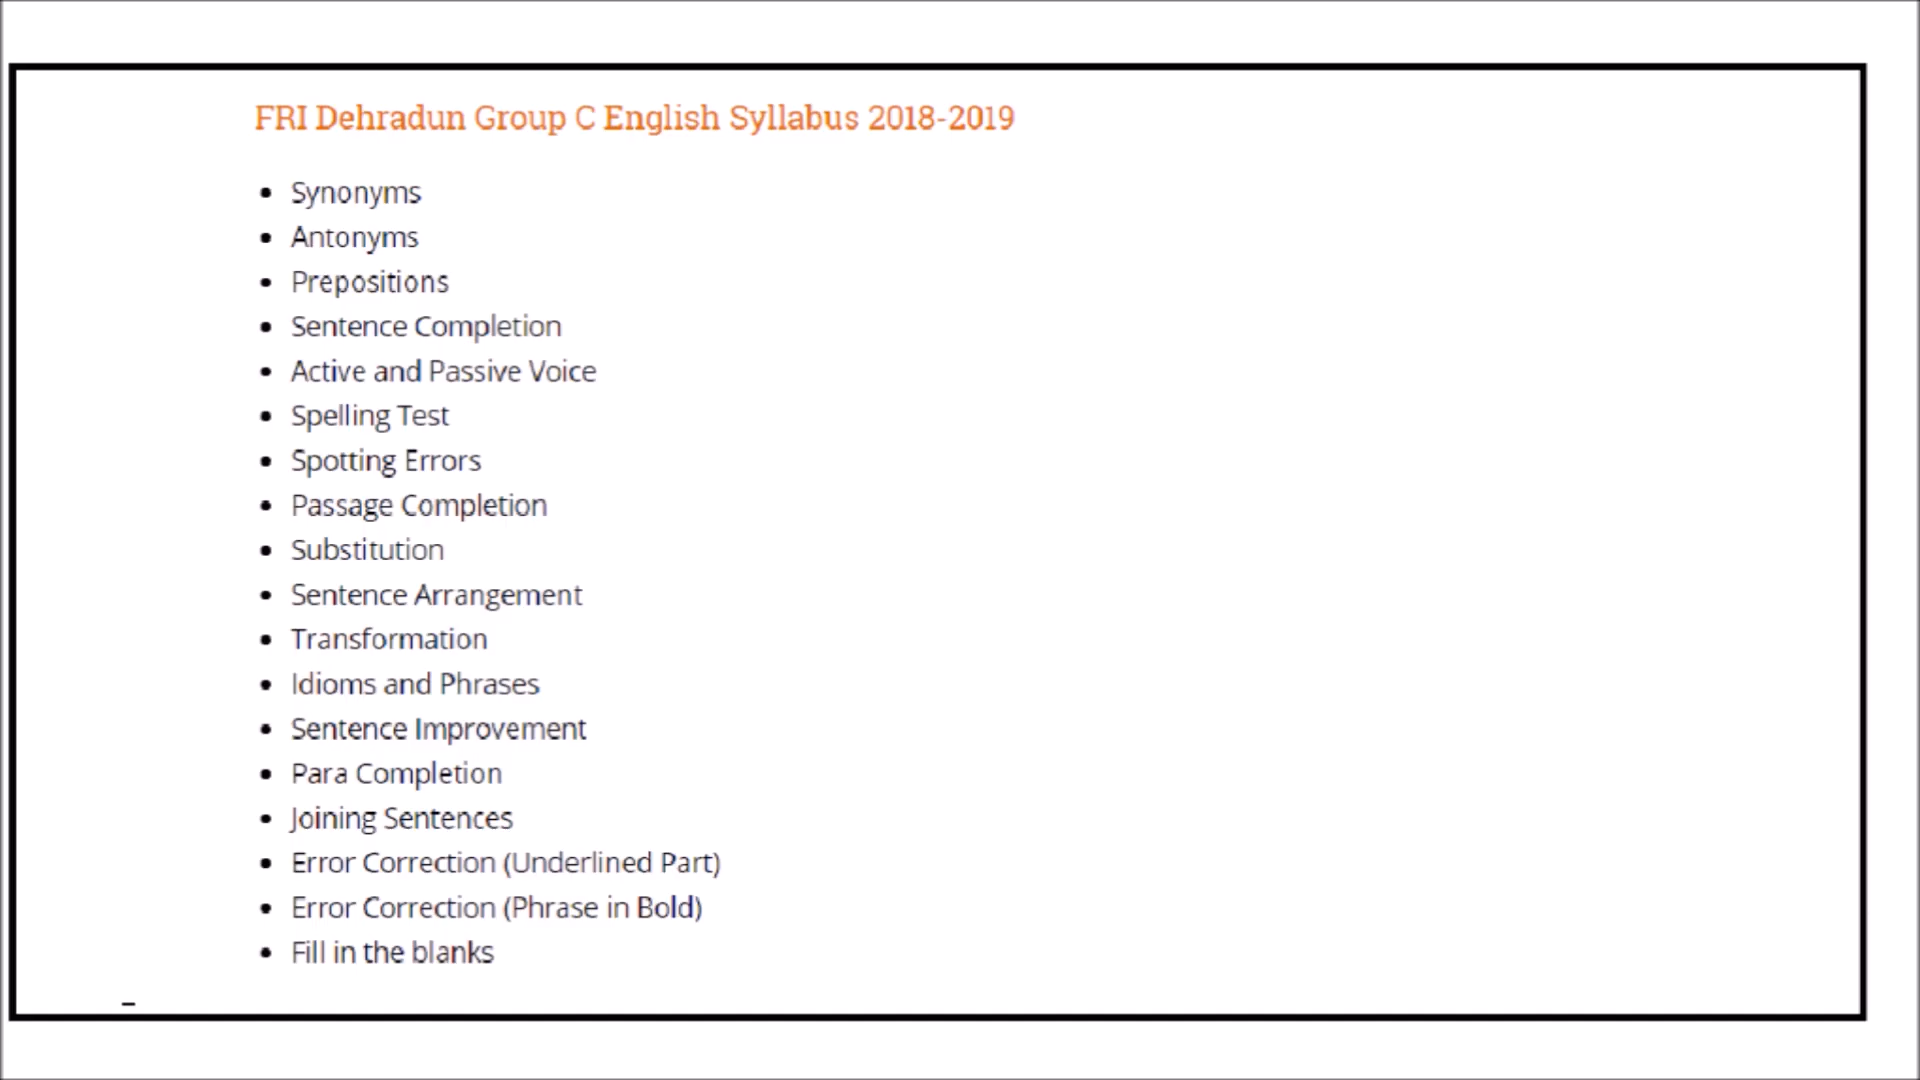 FRI Dehradun Group C English Syllabus 2018-2019
• Synonyms
• Antonyms
• Prepositions
• Sentence Completion
• Active and Passive Voice
• Spelling Test
• Spotting Errors
• Passage Completion
• Substitution
• Sentence Arrangement
• Transformation
• Idioms and Phrases
• Sentence Improvement
• Para Completion
• Joining Sentences
• Error Correction (Underlined Part)
• Error Correction (Phrase in Bold)
• Fill in the blanks